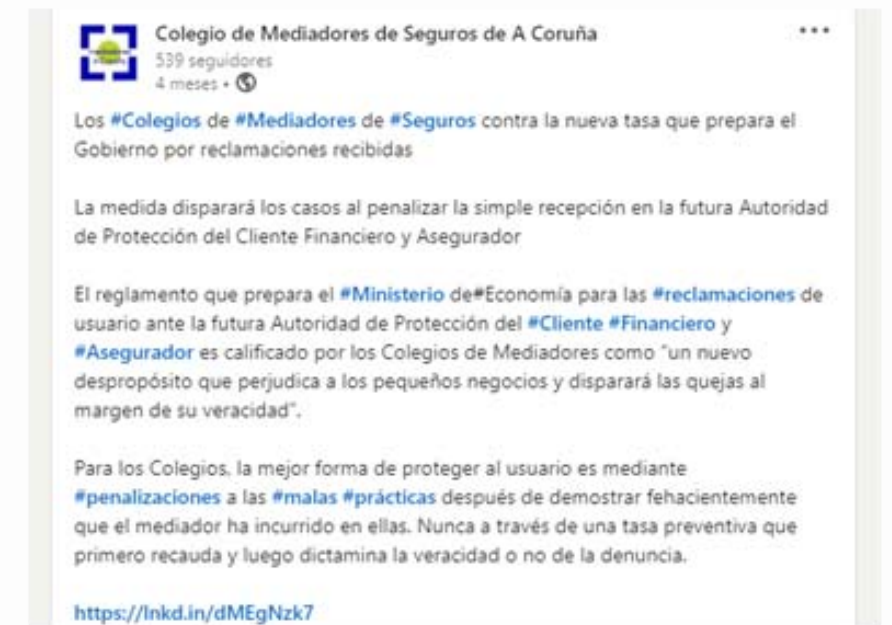 Colegio de Mediadores de Seguros de A Coruña
539 seguidores
4 meses •
Los #Colegios de #Mediadores de #Seguros contra la nueva tasa que prepara el
Gobierno por reclamaciones recibidas
La medida disparará los casos al penalizar la simple recepción en la futura Autoridad
de Protección del Cliente Financiero y Asegurador
El reglamento que prepara el #Ministerio de#Economía para las #reclamaciones de
usuario ante la futura Autoridad de Protección del #Cliente #Financiero y
#Asegurador es calificado por los Colegios de Mediadores como "un nuevo
despropósito que perjudica a los pequeños negocios y disparará las quejas al
margen de su veracidad".
Para los Colegios, la mejor forma de proteger al usuario es mediante
#penalizaciones a las #malas #prácticas después de demostrar fehacientemente
que el mediador ha incurrido en ellas. Nunca a través de una tasa preventiva que
primero recauda y luego dictamina la veracidad o no de la denuncia.
https://lnkd.in/dMEgNzk7